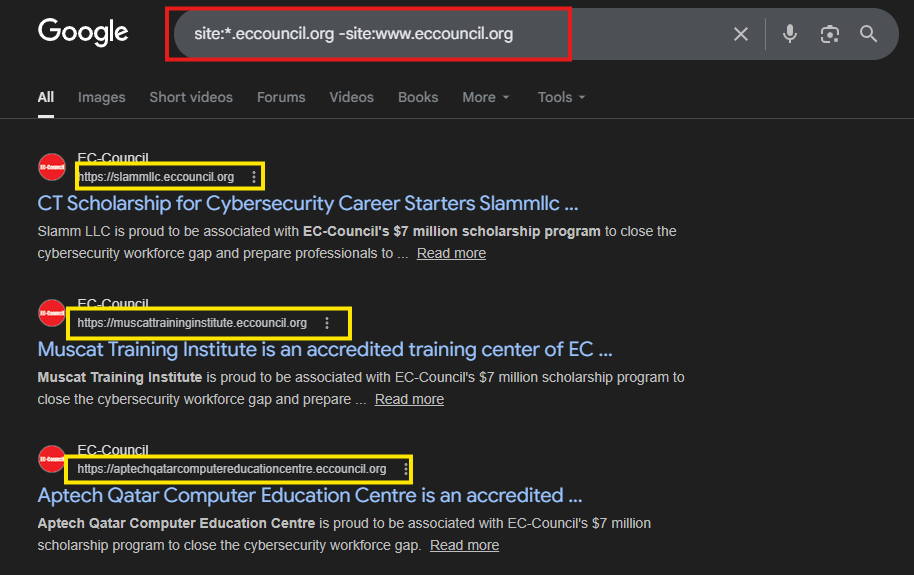 Google
site:*.eccouncil.org -site:www.eccouncil.org
All Images Short videos Forums Videos Books More Tools
EC-Council
EC-Council
https://slammllc.eccouncil.org
CT Scholarship for Cybersecurity Career Starters Slammllc ...
Slamm LLC is proud to be associated with EC-Council's $7 million scholarship program to close the
cybersecurity workforce gap and prepare professionals to ... Read more
EC-Council
EC-Council
https://muscattraininginstitute.eccouncil.org
Muscat Training Institute is an accredited training center of EC ...
Muscat Training Institute is proud to be associated with EC-Council's $7 million scholarship program to
close the cybersecurity workforce gap and prepare ... Read more
EC-Council
EC-Council
https://aptechqatarcomputereducationcentre.eccouncil.org
Aptech Qatar Computer Education Centre is an accredited ...
Aptech Qatar Computer Education Centre is proud to be associated with EC-Council's $7 million
scholarship program to close the cybersecurity workforce gap. Read more